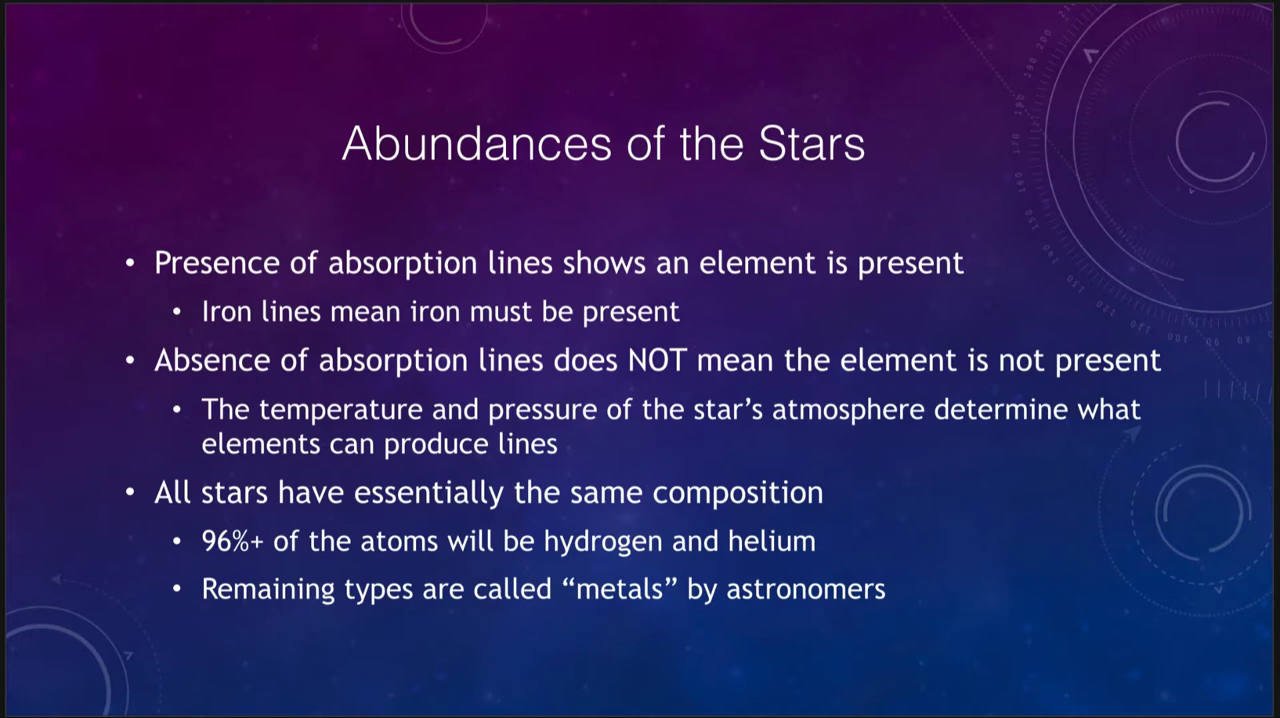 Abundances of the Stars
• Presence of absorption lines shows an element is present
• Iron lines mean iron must be present
• Absence of absorption lines does NOT mean the element is not present
• The temperature and pressure of the star’s atmosphere determine what
elements can produce lines
• All stars have essentially the same composition
• 96%+ of the atoms will be hydrogen and helium
• Remaining types are called “metals” by astronomers